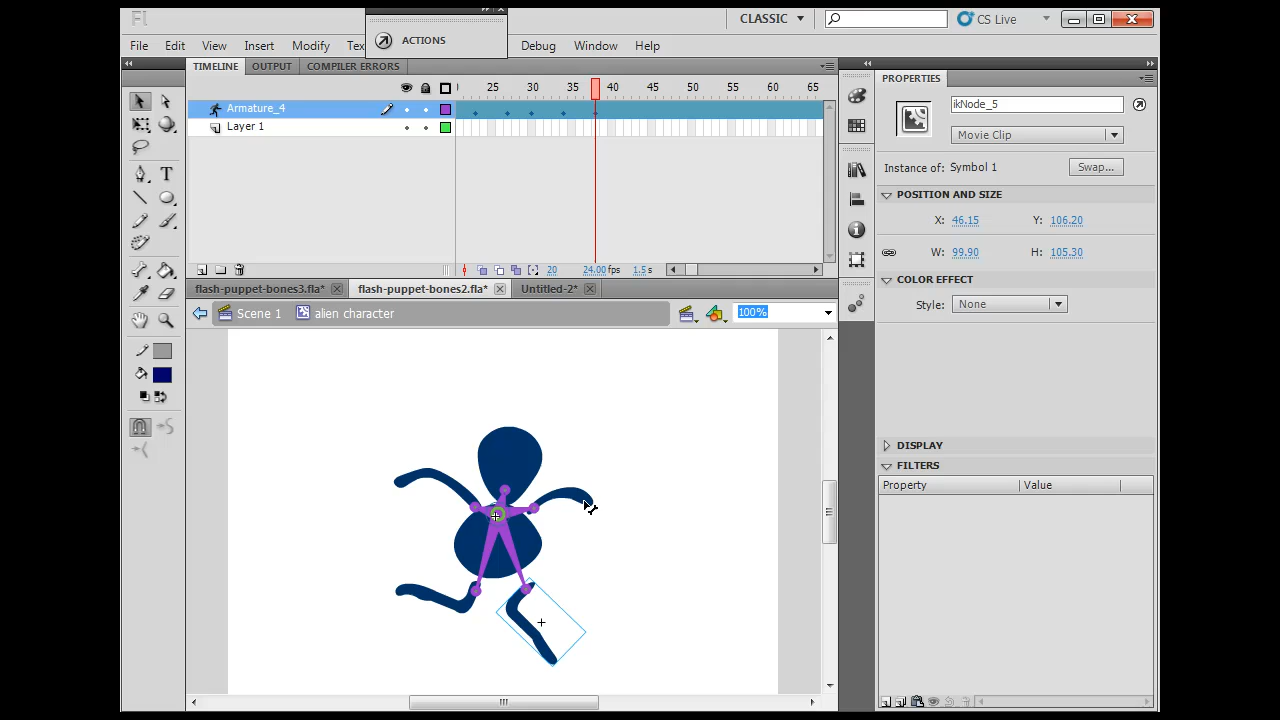 Fl
CLASSIC
CS Live
File Edit View Insert Modify Tex Debug Window Help
ACTIONS
TIMELINE OUTPUT COMPILER ERRORS
PROPERTIES
25 30 35 40 45 50 55 60 65
ikNode_5
Armature_4
Layer 1
Movie Clip
Instance of: Symbol 1 Swap...
POSITION AND SIZE
X: 46.15 Y: 106.20
W: 99.90 H: 105.30
20 24.00 fps 1.5 s
COLOR EFFECT
flash-puppet-bones3.fla* flash-puppet-bones2.fla* Untitled-2*
Style: None
Scene 1 alien character 100%
DISPLAY
FILTERS
Property Value
T